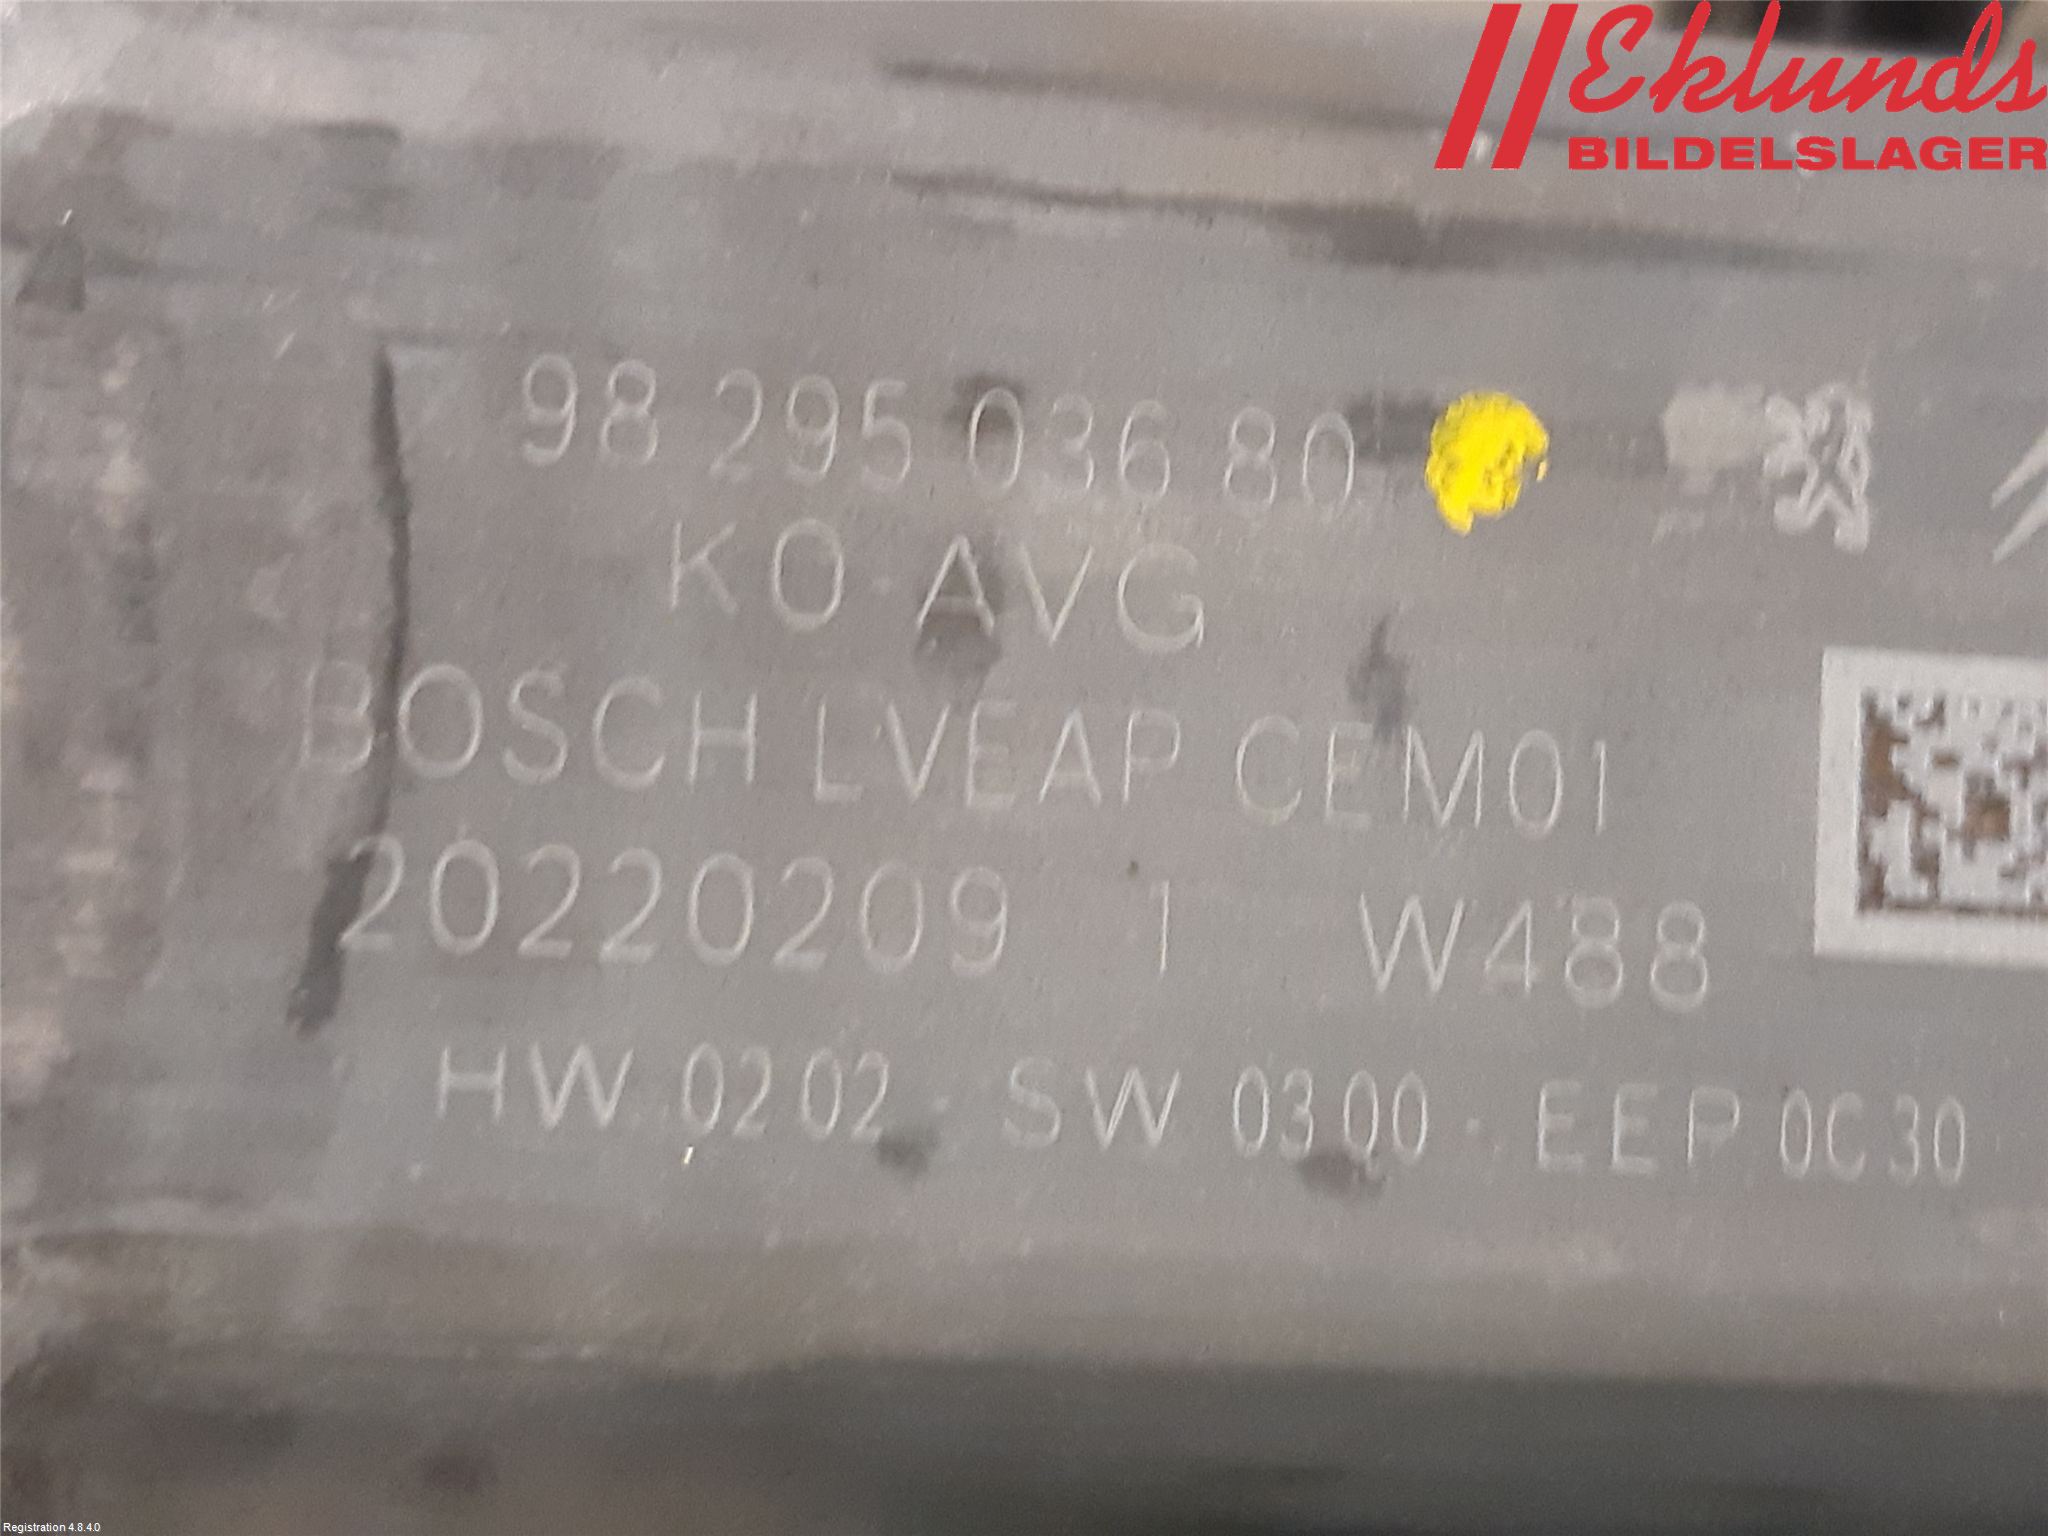 Eklunds
BILDELSLAGER
98 295 036 80
KO AVG
BOSCH LVEAP CEM01
20220209 1 W488
HW 0202 · SW 0300 · EEP 0C30
Registration 4.8.4.0